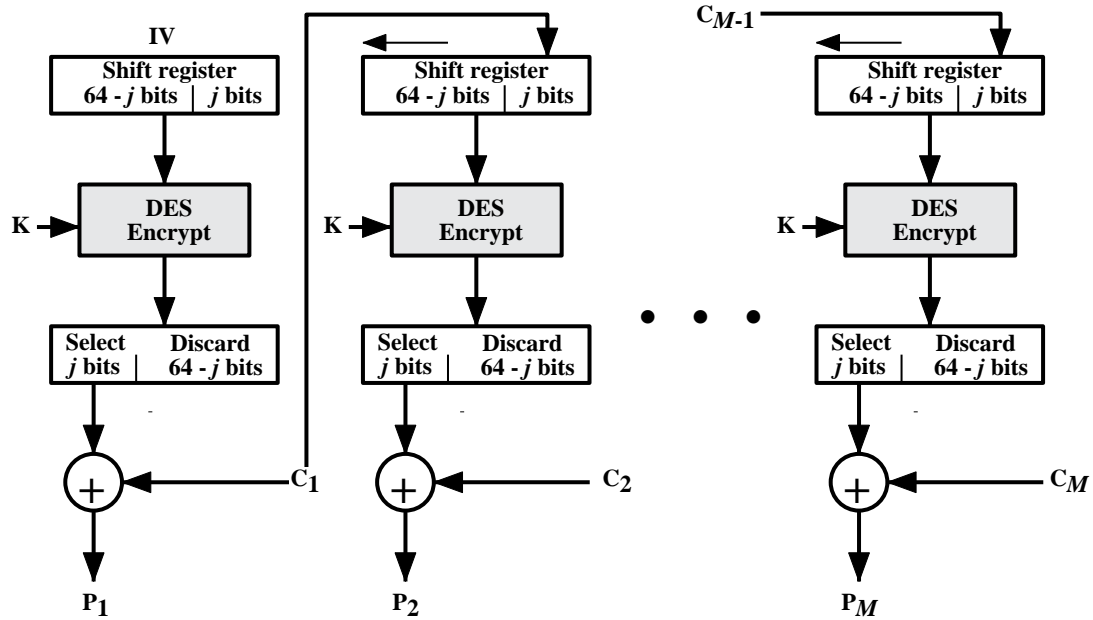 IV
Shift register
64 - j bits | j bits
K
DES
Encrypt
Select
j bits
Discard
64 - j bits
C1
P1
Shift register
64 - j bits | j bits
K
DES
Encrypt
Select
j bits
Discard
64 - j bits
C2
P2
• • •
CM-1
Shift register
64 - j bits | j bits
K
DES
Encrypt
Select
j bits
Discard
64 - j bits
CM
PM